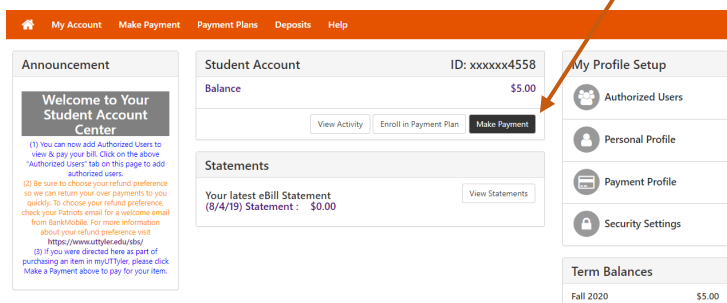 My Account Make Payment Payment Plans Deposits Help
Announcement
Welcome to Your
Student Account
Center
(1) You can now add Authorized Users to
view & pay your bill. Click on the above
"Authorized Users" tab on this page to add
authorized users.
(2) Be sure to choose your refund preference
so we can return your over payments to you
quickly. To choose your refund preference,
check your Patriots email for a welcome email
from BankMobile. For more information
about your refund preference visit
https://www.uttyler.edu/sbs/
(3) If you were directed here as part of
purchasing an item in myUTTyler, please click
Make a Payment above to pay for your item.
Student Account ID: xxxxxx4558
Balance $5.00
View Activity Enroll in Payment Plan Make Payment
Statements
Your latest eBill Statement View Statements
(8/4/19) Statement : $0.00
My Profile Setup
Authorized Users
Personal Profile
Payment Profile
Security Settings
Term Balances
Fall 2020 $5.00